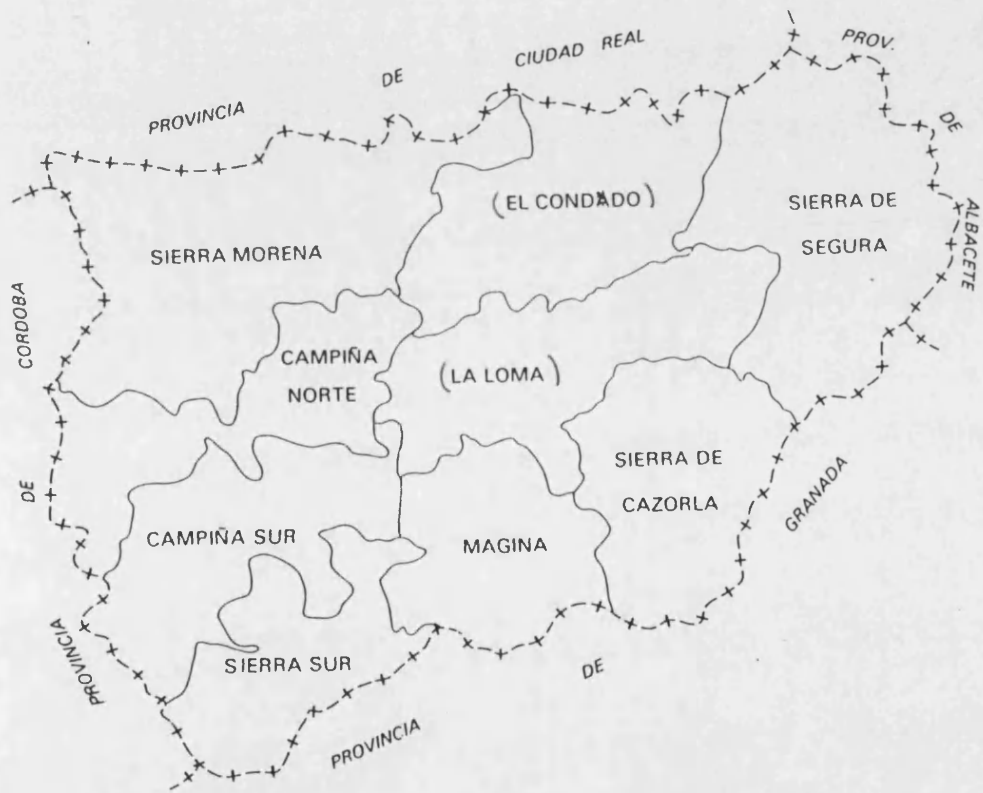 PROVINCIA DE CIUDAD REAL
PROV. DE ALBACETE
(EL CONDADO)
SIERRA DE
SEGURA
SIERRA MORENA
PROVINCIA DE CORDOBA
CAMPIÑA
NORTE
(LA LOMA)
SIERRA DE
CAZORLA
CAMPIÑA SUR
MAGINA
SIERRA SUR
PROVINCIA DE GRANADA